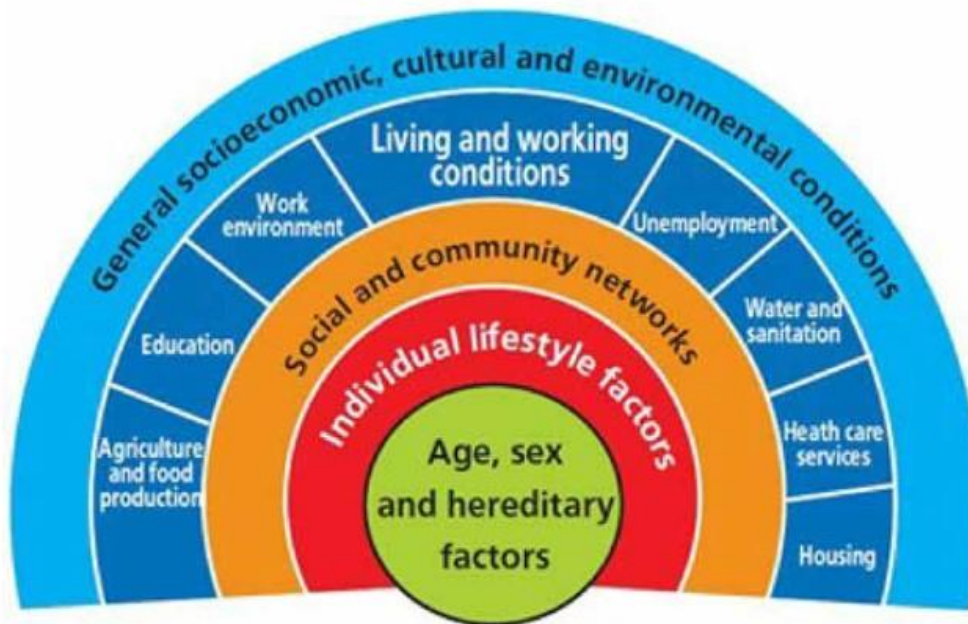 General socioeconomic, cultural and environmental conditions
Living and working
conditions
Work
environment
Unemployment
Education
Water and
sanitation
Agriculture
and food
production
Heath care
services
Housing
Social and community networks
Individual lifestyle factors
Age, sex
and hereditary
factors